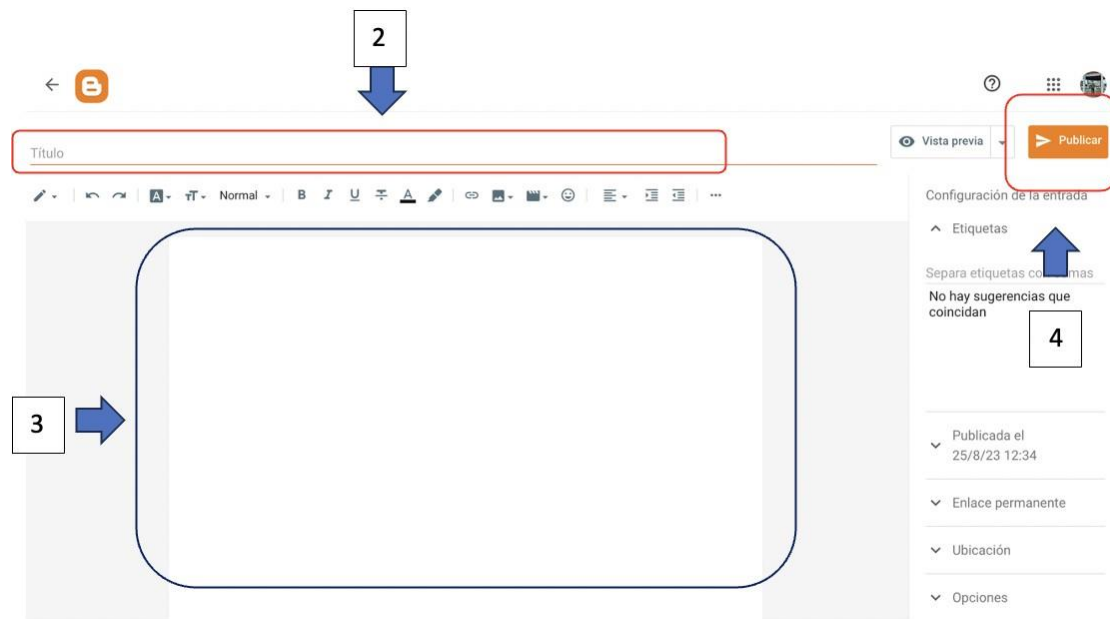 2
Título
Vista previa
Publicar
Normal
B I U A
Configuración de la entrada
Etiquetas
Separa etiquetas con mas
No hay sugerencias que
coincidan
4
3
Publicada el
25/8/23 12:34
Enlace permanente
Ubicación
Opciones